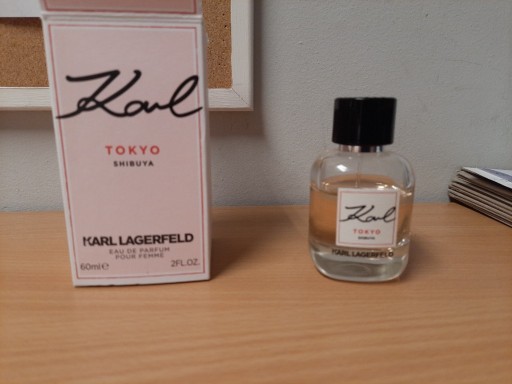 Karl
TOKYO
SHIBUYA
KARL LAGERFELD
EAU DE PARFUM
POUR FEMME
60ml℮ 2FL.OZ.
Karl
TOKYO
SHIBUYA
KARL LAGERFELD